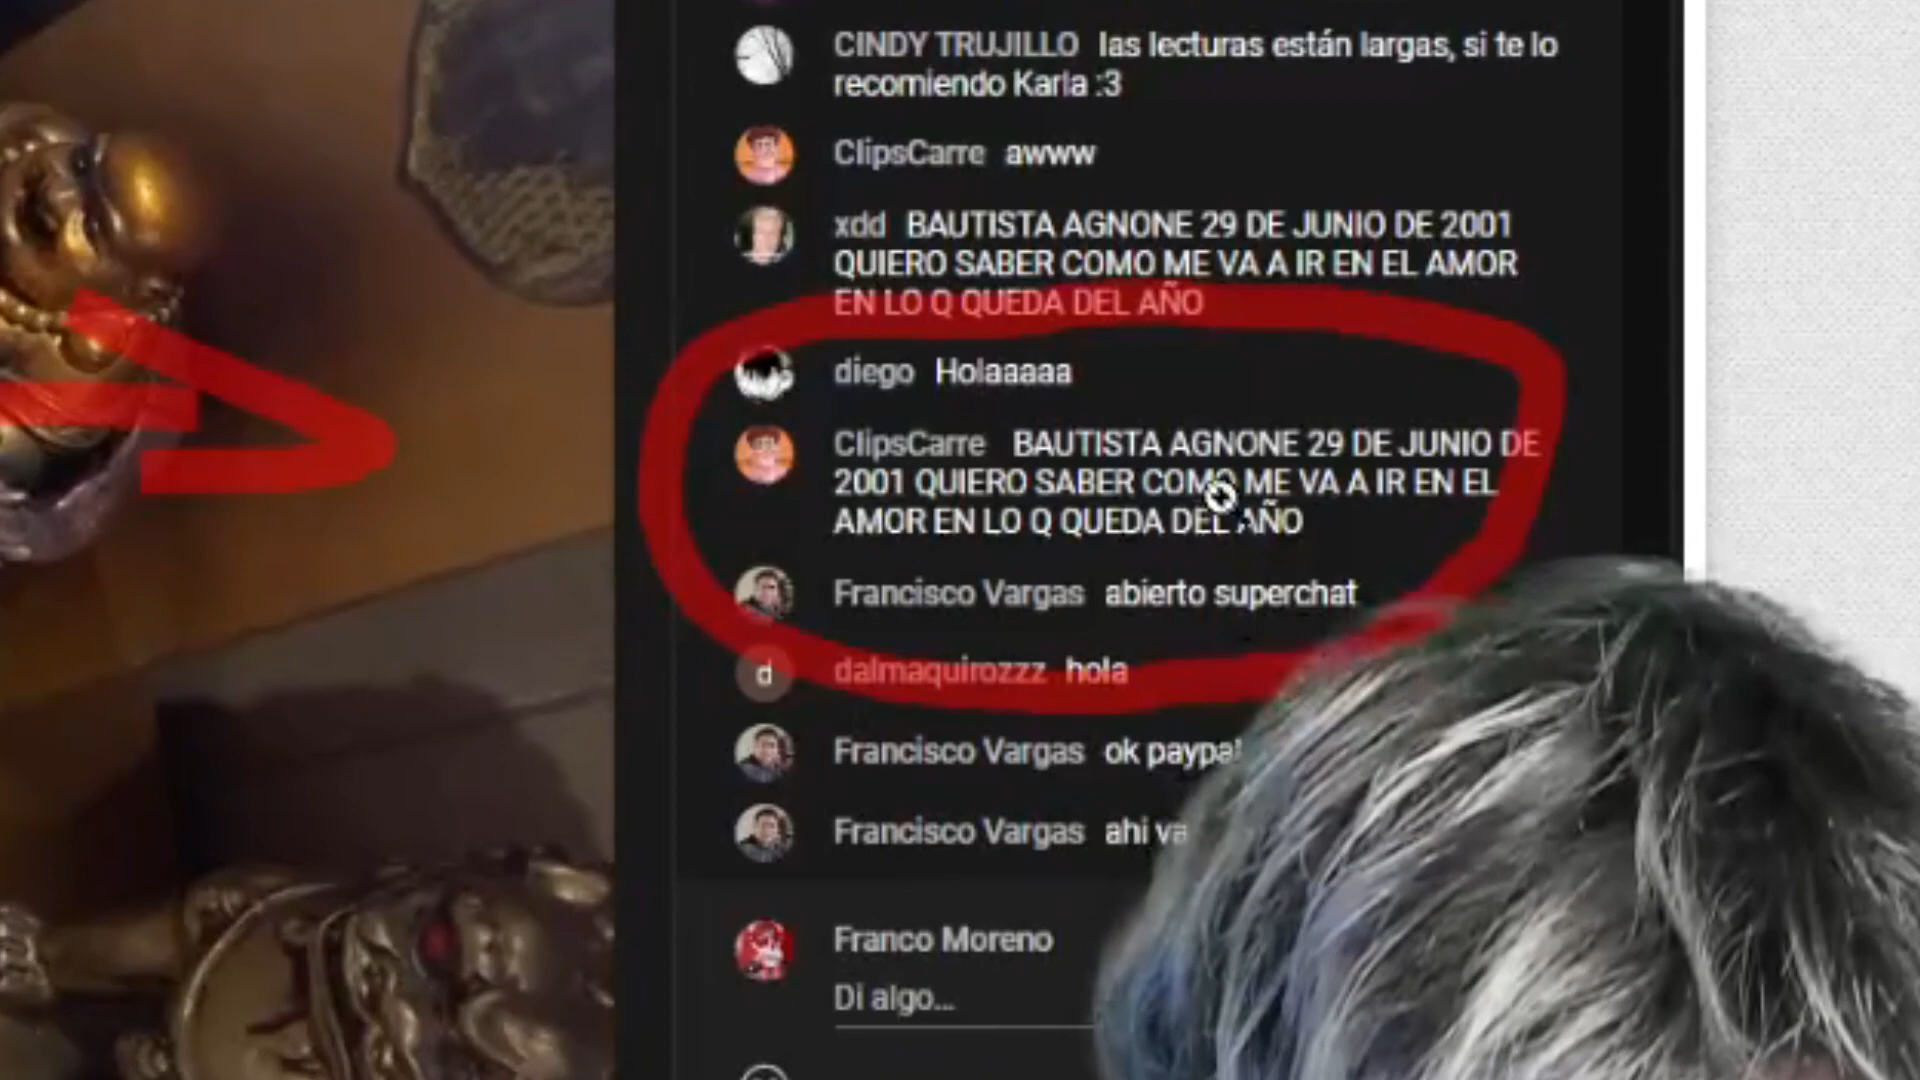 CINDY TRUJILLO las lecturas están largas, si te lo
recomiendo Karla :3
ClipsCarre awww
xdd BAUTISTA AGNONE 29 DE JUNIO DE 2001
QUIERO SABER COMO ME VA A IR EN EL AMOR
EN LO Q QUEDA DEL AÑO
diego Holaaaaa
ClipsCarre BAUTISTA AGNONE 29 DE JUNIO DE
2001 QUIERO SABER COMO ME VA A IR EN EL
AMOR EN LO Q QUEDA DEL AÑO
Francisco Vargas abierto superchat
d dalmaquirozzz hola
Francisco Vargas ok paypal
Francisco Vargas ahi va
Franco Moreno
Di algo...